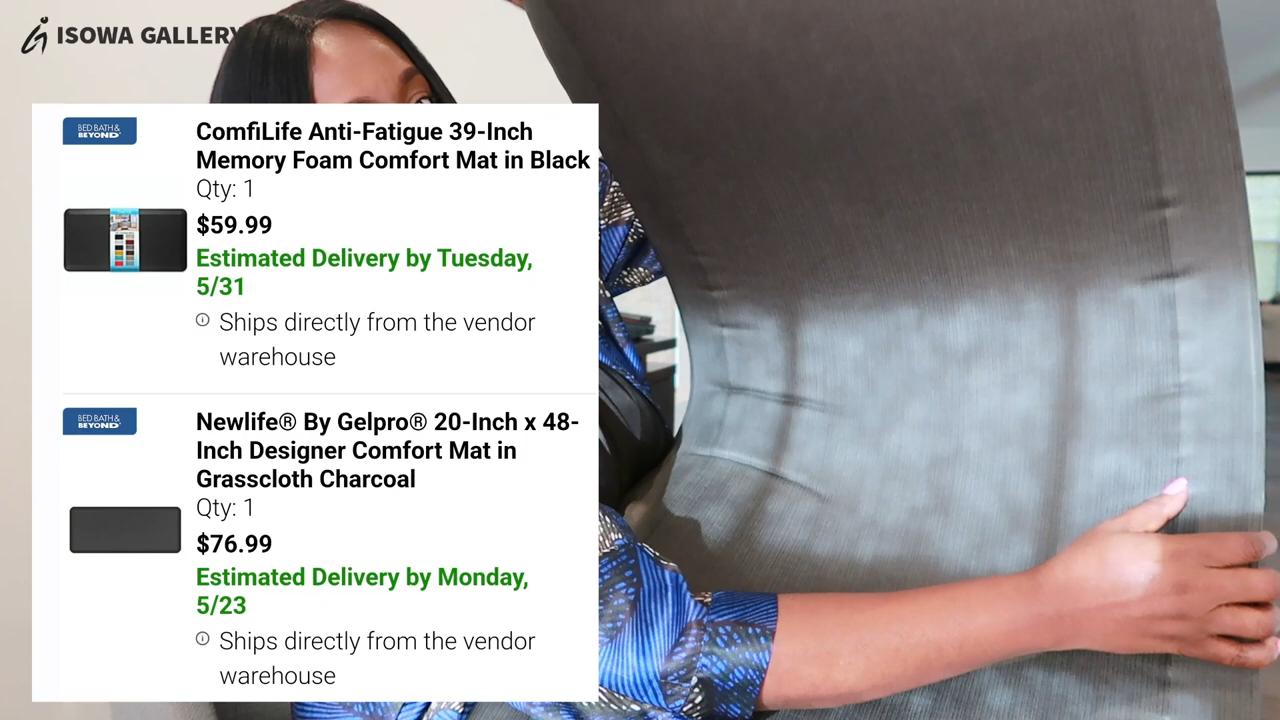 ISOWA GALLERY
BED BATH &
BEYOND
ComfiLife Anti-Fatigue 39-Inch
Memory Foam Comfort Mat in Black
Qty: 1
$59.99
Estimated Delivery by Tuesday,
5/31
Ships directly from the vendor
warehouse
BED BATH &
BEYOND
Newlife® By Gelpro® 20-Inch x 48-
Inch Designer Comfort Mat in
Grasscloth Charcoal
Qty: 1
$76.99
Estimated Delivery by Monday,
5/23
Ships directly from the vendor
warehouse